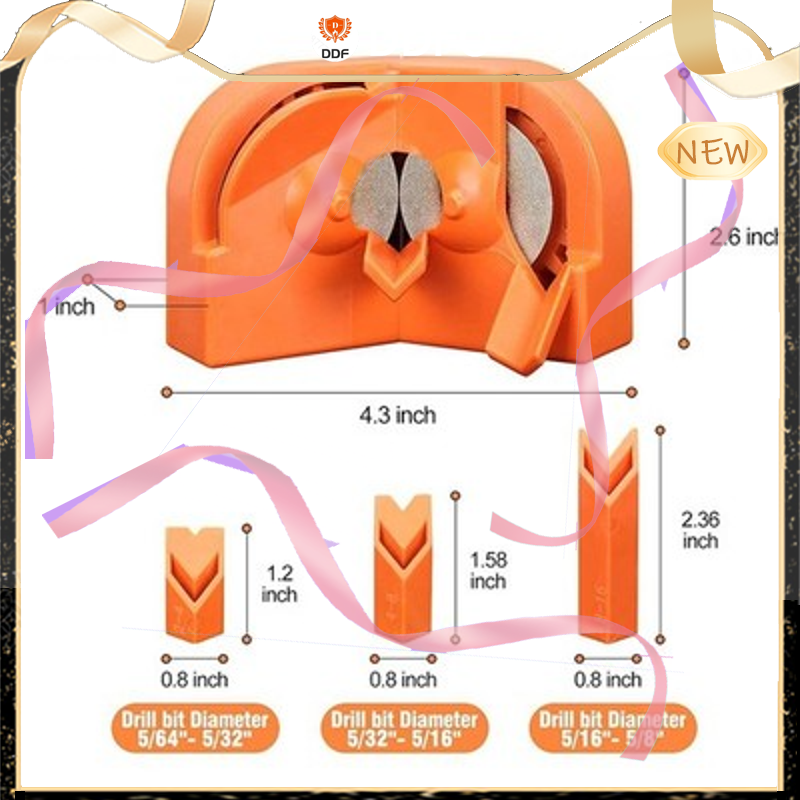 DDF
NEW
2.6 inch
1 inch
4.3 inch
1.2
inch
1.58
inch
2.36
inch
0.8 inch
0.8 inch
0.8 inch
Drill bit Diameter
5/64"- 5/32"
Drill bit Diameter
5/32"- 5/16"
Drill bit Diameter
5/16"- 5/8"